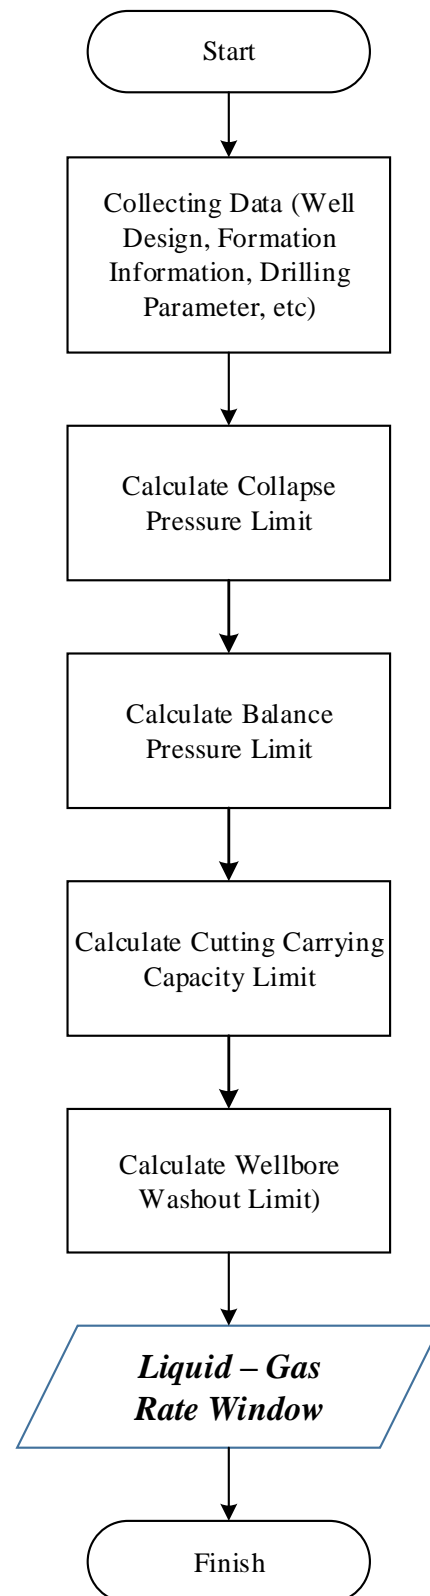 Start
Collecting Data (Well
Design, Formation
Information, Drilling
Parameter, etc)
Calculate Collapse
Pressure Limit
Calculate Balance
Pressure Limit
Calculate Cutting Carrying
Capacity Limit
Calculate Wellbore
Washout Limit)
Liquid – Gas
Rate Window
Finish